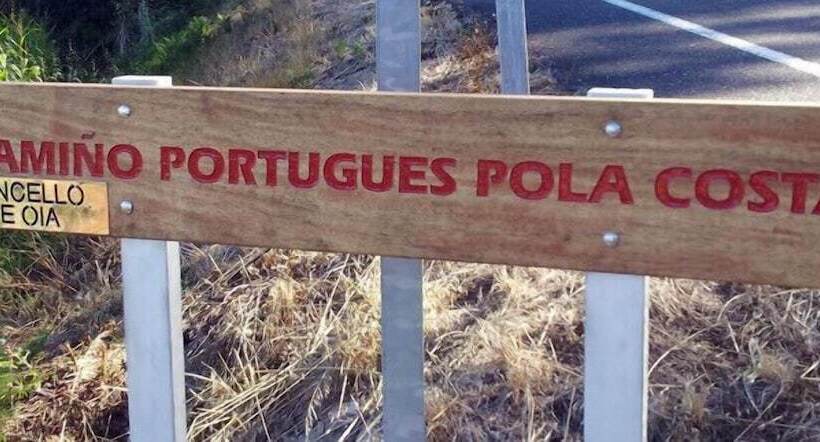 AMIÑO PORTUGUES POLA COSTA
NCELLO
E OIA